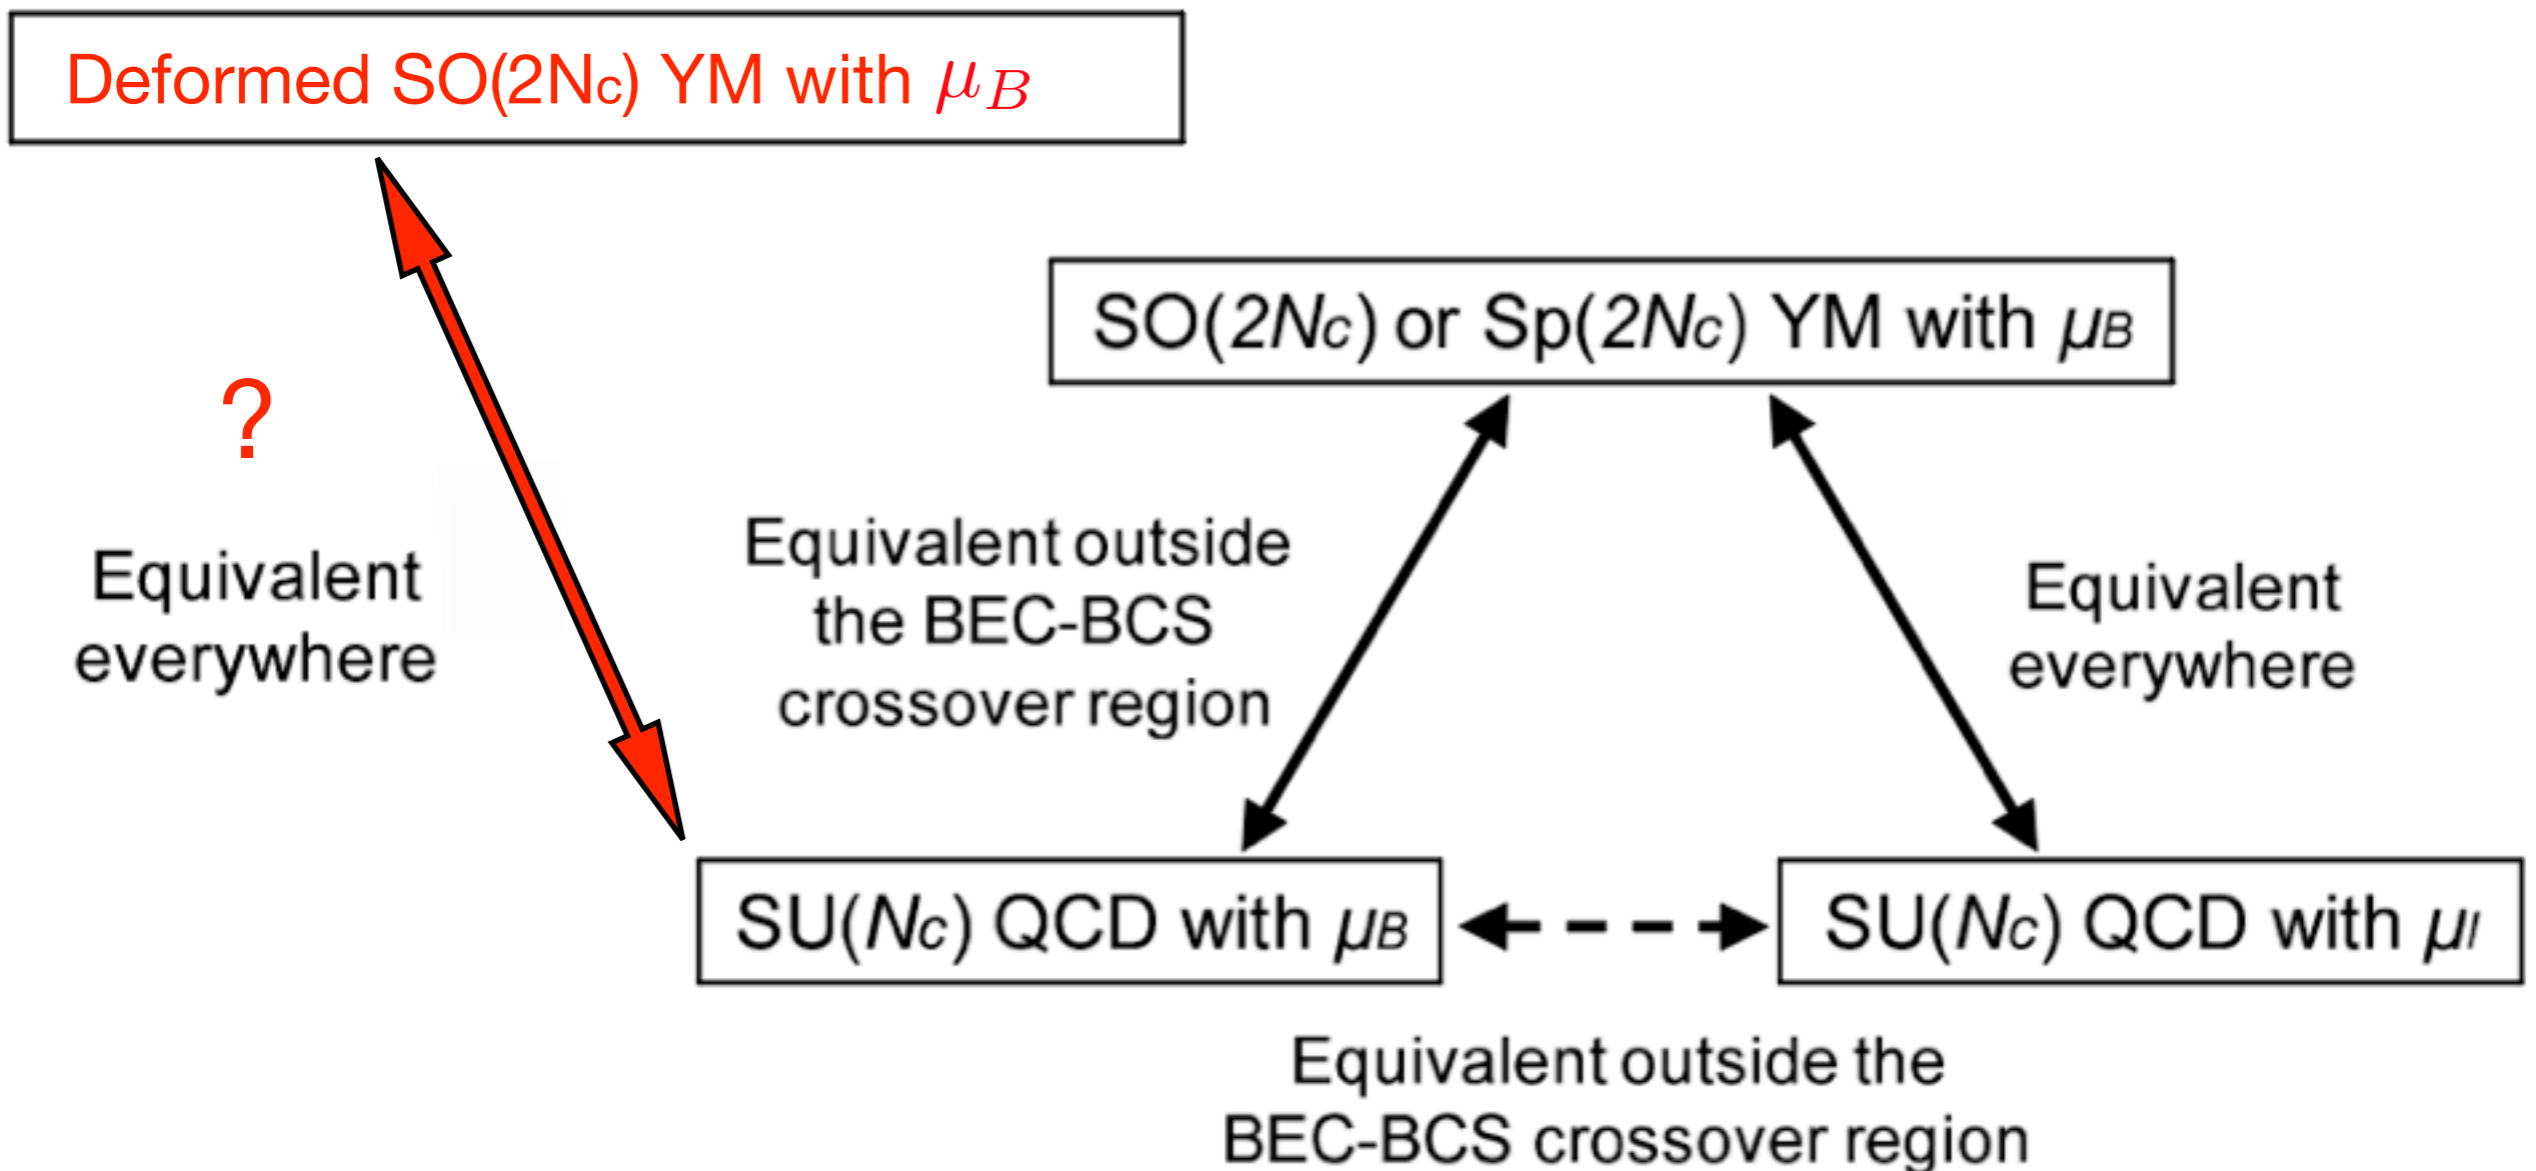 Deformed SO(2Nc) YM with μB
SO(2Nc) or Sp(2Nc) YM with μB
?
Equivalent
everywhere
Equivalent outside
the BEC-BCS
crossover region
Equivalent
everywhere
SU(Nc) QCD with μB
SU(Nc) QCD with μI
Equivalent outside the
BEC-BCS crossover region